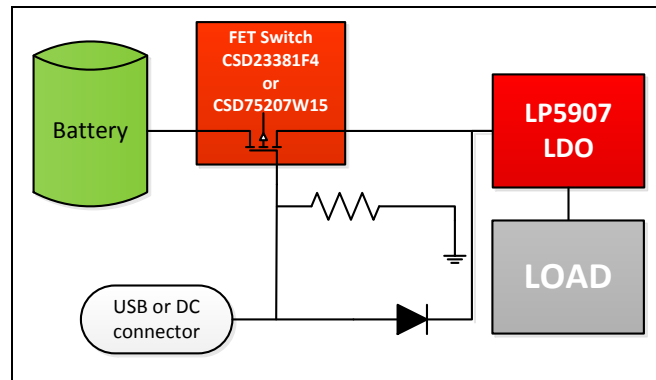 FET Switch
CSD23381F4
or
CSD75207W15
Battery
LP5907
LDO
LOAD
USB or DC
connector